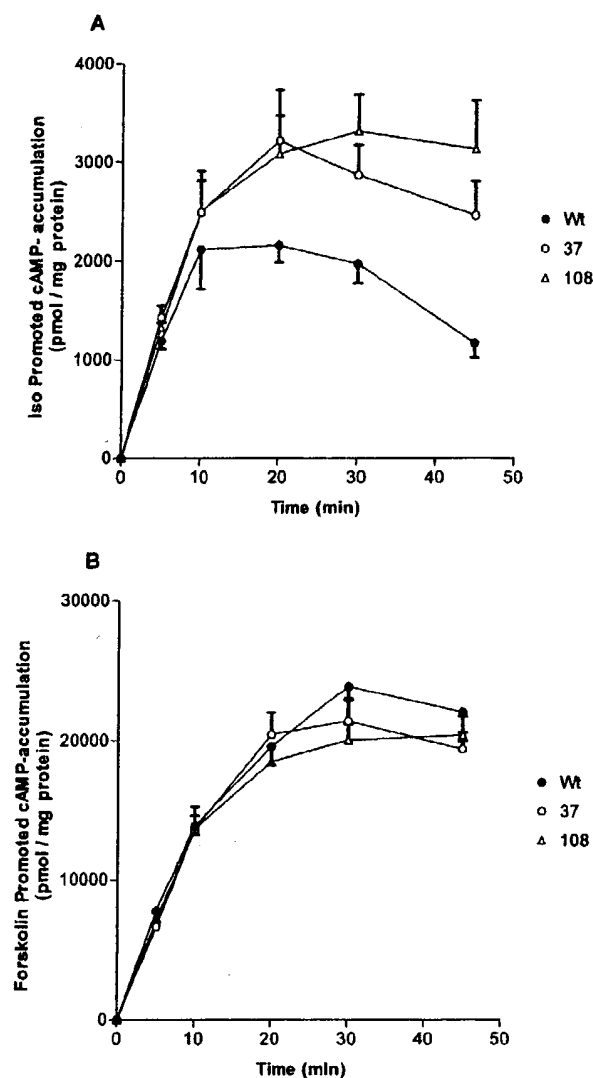 A
Iso Promoted cAMP- accumulation
(pmol / mg protein)
4000
3000
2000
1000
0
0 10 20 30 40 50
Time (min)
Wt
37
108
B
Forskolin Promoted cAMP-accumulation
(pmol / mg protein)
30000
20000
10000
0
0 10 20 30 40 50
Time (min)
Wt
37
108